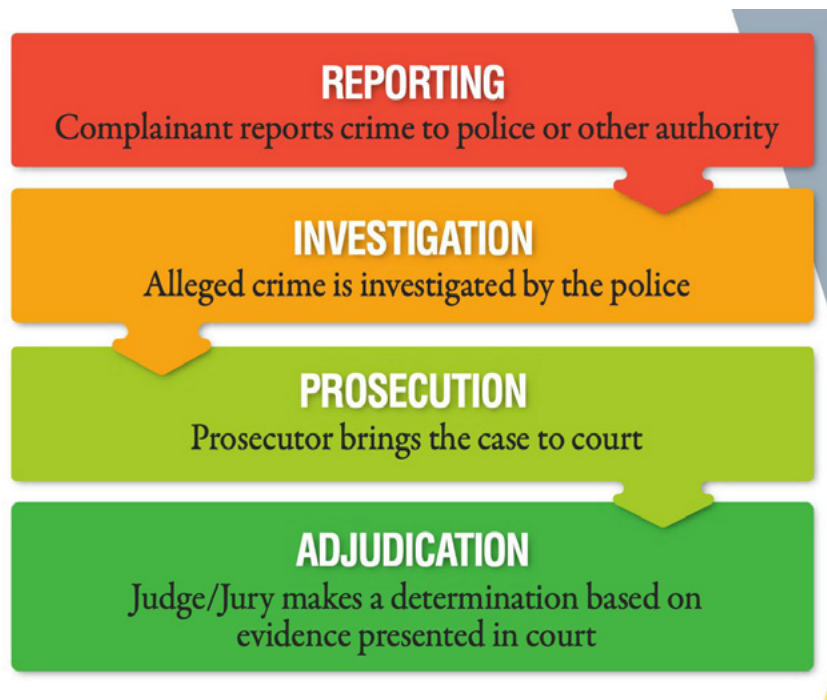 REPORTING
Complainant reports crime to police or other authority
INVESTIGATION
Alleged crime is investigated by the police
PROSECUTION
Prosecutor brings the case to court
ADJUDICATION
Judge/Jury makes a determination based on
evidence presented in court